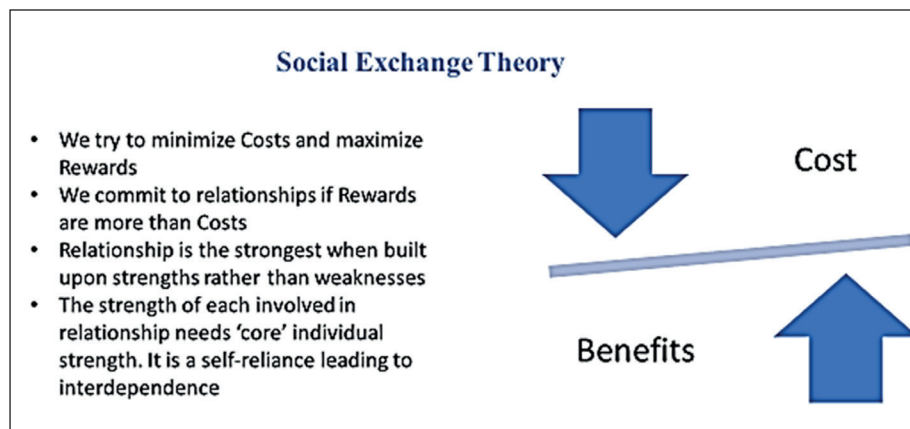 Social Exchange Theory
• We try to minimize Costs and maximize
Rewards
• We commit to relationships if Rewards
are more than Costs
• Relationship is the strongest when built
upon strengths rather than weaknesses
• The strength of each involved in
relationship needs ‘core’ individual
strength. It is a self-reliance leading to
interdependence
Cost
Benefits